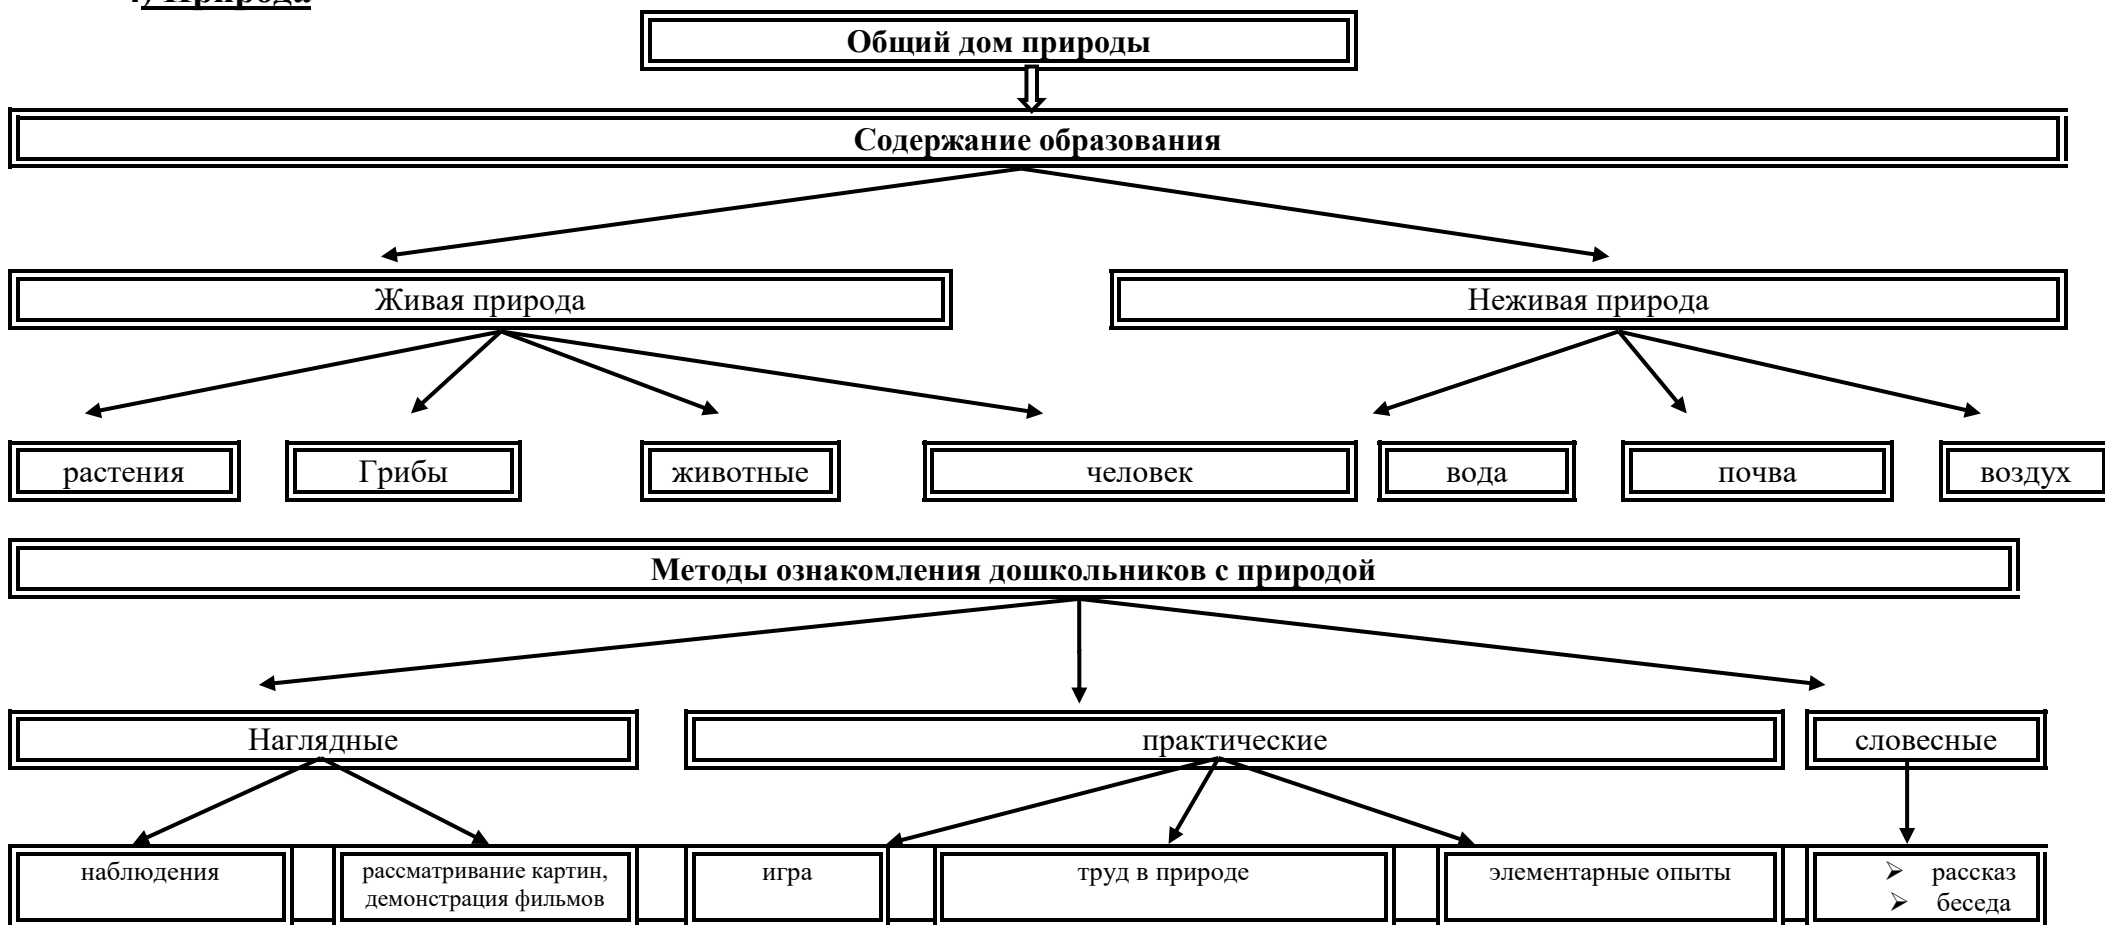 ) Природа
Общий дом природы
Содержание образования
Живая природа
Неживая природа
растения
Грибы
животные
человек
вода
почва
воздух
Методы ознакомления дошкольников с природой
Наглядные
практические
словесные
наблюдения
рассматривание картин,
демонстрация фильмов
игра
труд в природе
элементарные опыты
➢ рассказ
➢ беседа